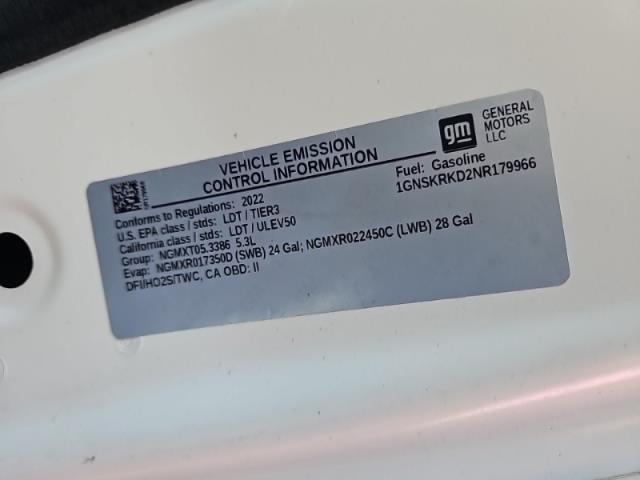 VEHICLE EMISSION
CONTROL INFORMATION
gm
GENERAL
MOTORS
LLC
Fuel: Gasoline
1GNSKRKD2NR179966
Conforms to Regulations: 2022
U.S. EPA class / stds: LDT / TIER3
California class / stds: LDT / ULEV50
Group: NGMXT05.3386 5.3L
Evap: NGMXR017350D (SWB) 24 Gal; NGMXR022450C (LWB) 28 Gal
DFI/HO2S/TWC, CA OBD: II